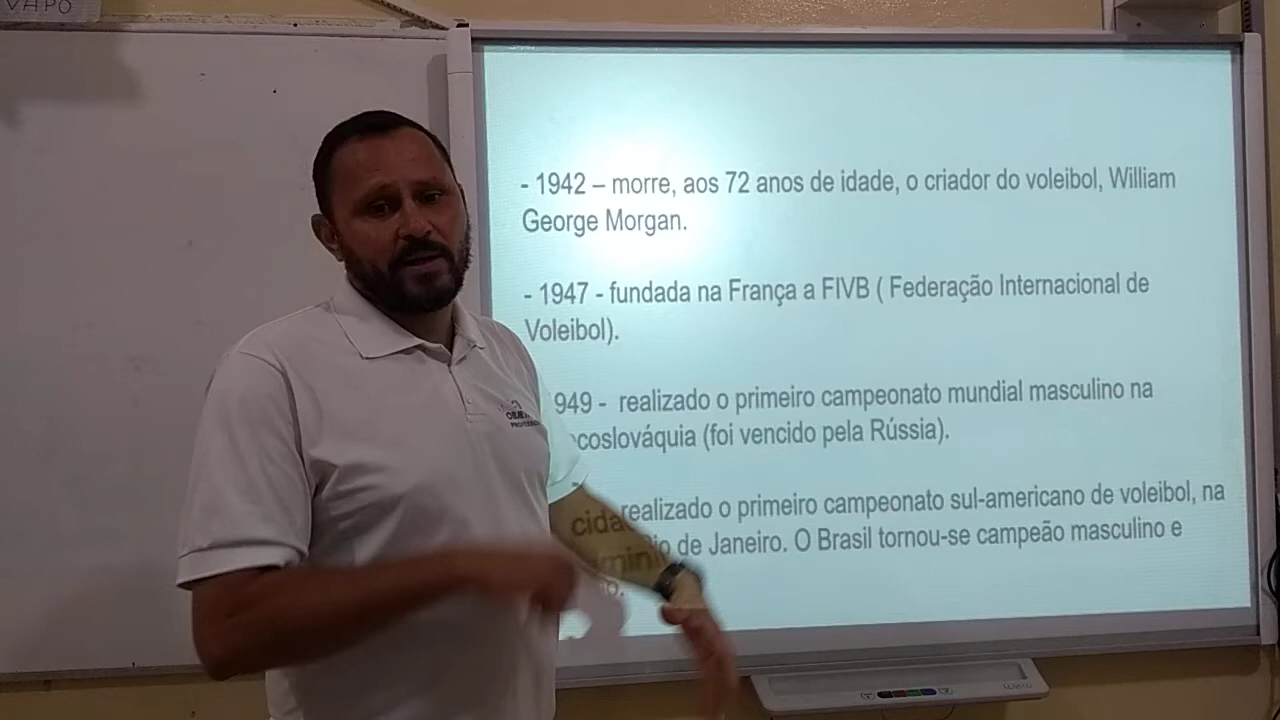 VAPO
- 1942 – morre, aos 72 anos de idade, o criador do voleibol, William
George Morgan.
- 1947 - fundada na França a FIVB ( Federação Internacional de
Voleibol).
949 - realizado o primeiro campeonato mundial masculino na
coslováquia (foi vencido pela Rússia).
realizado o primeiro campeonato sul-americano de voleibol, na
cida de Janeiro. O Brasil tornou-se campeão masculino e